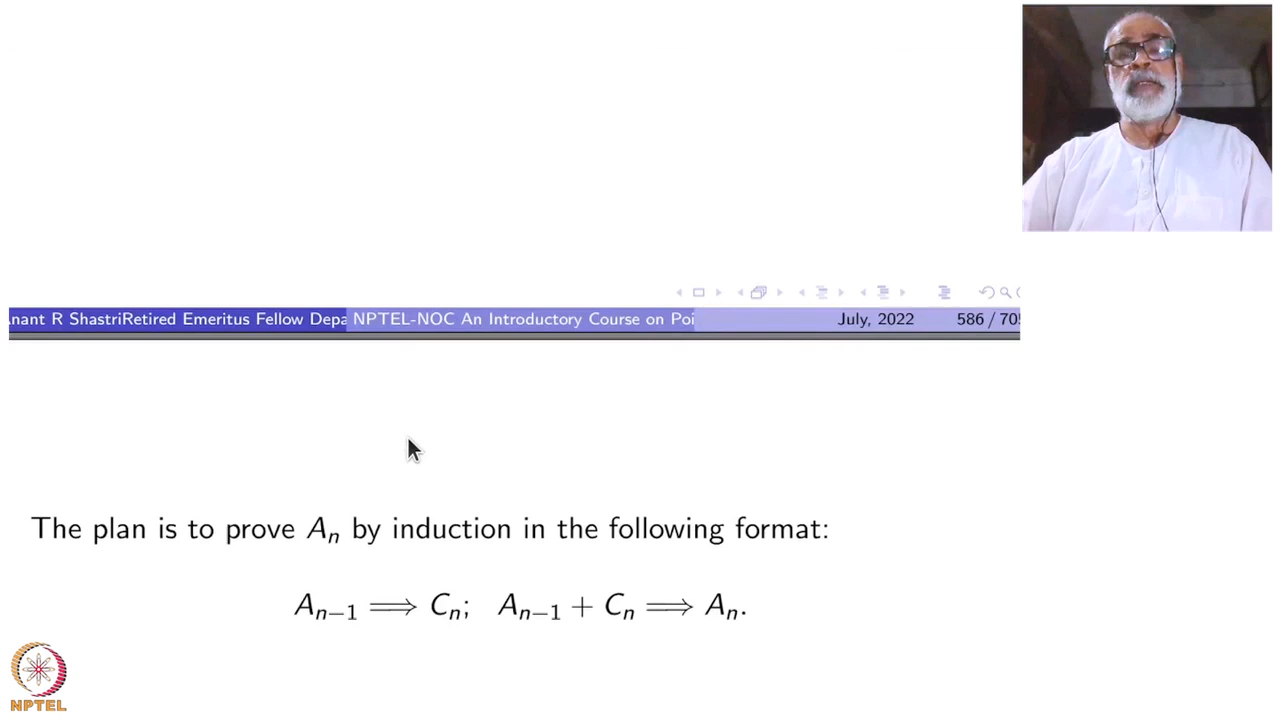 .nant R ShastriRetired Emeritus Fellow Depa NPTEL-NOC An Introductory Course on Poi July, 2022 586 / 705
The plan is to prove Aₙ by induction in the following format:
Aₙ₋₁ ⟹ Cₙ; Aₙ₋₁ + Cₙ ⟹ Aₙ.
NPTEL